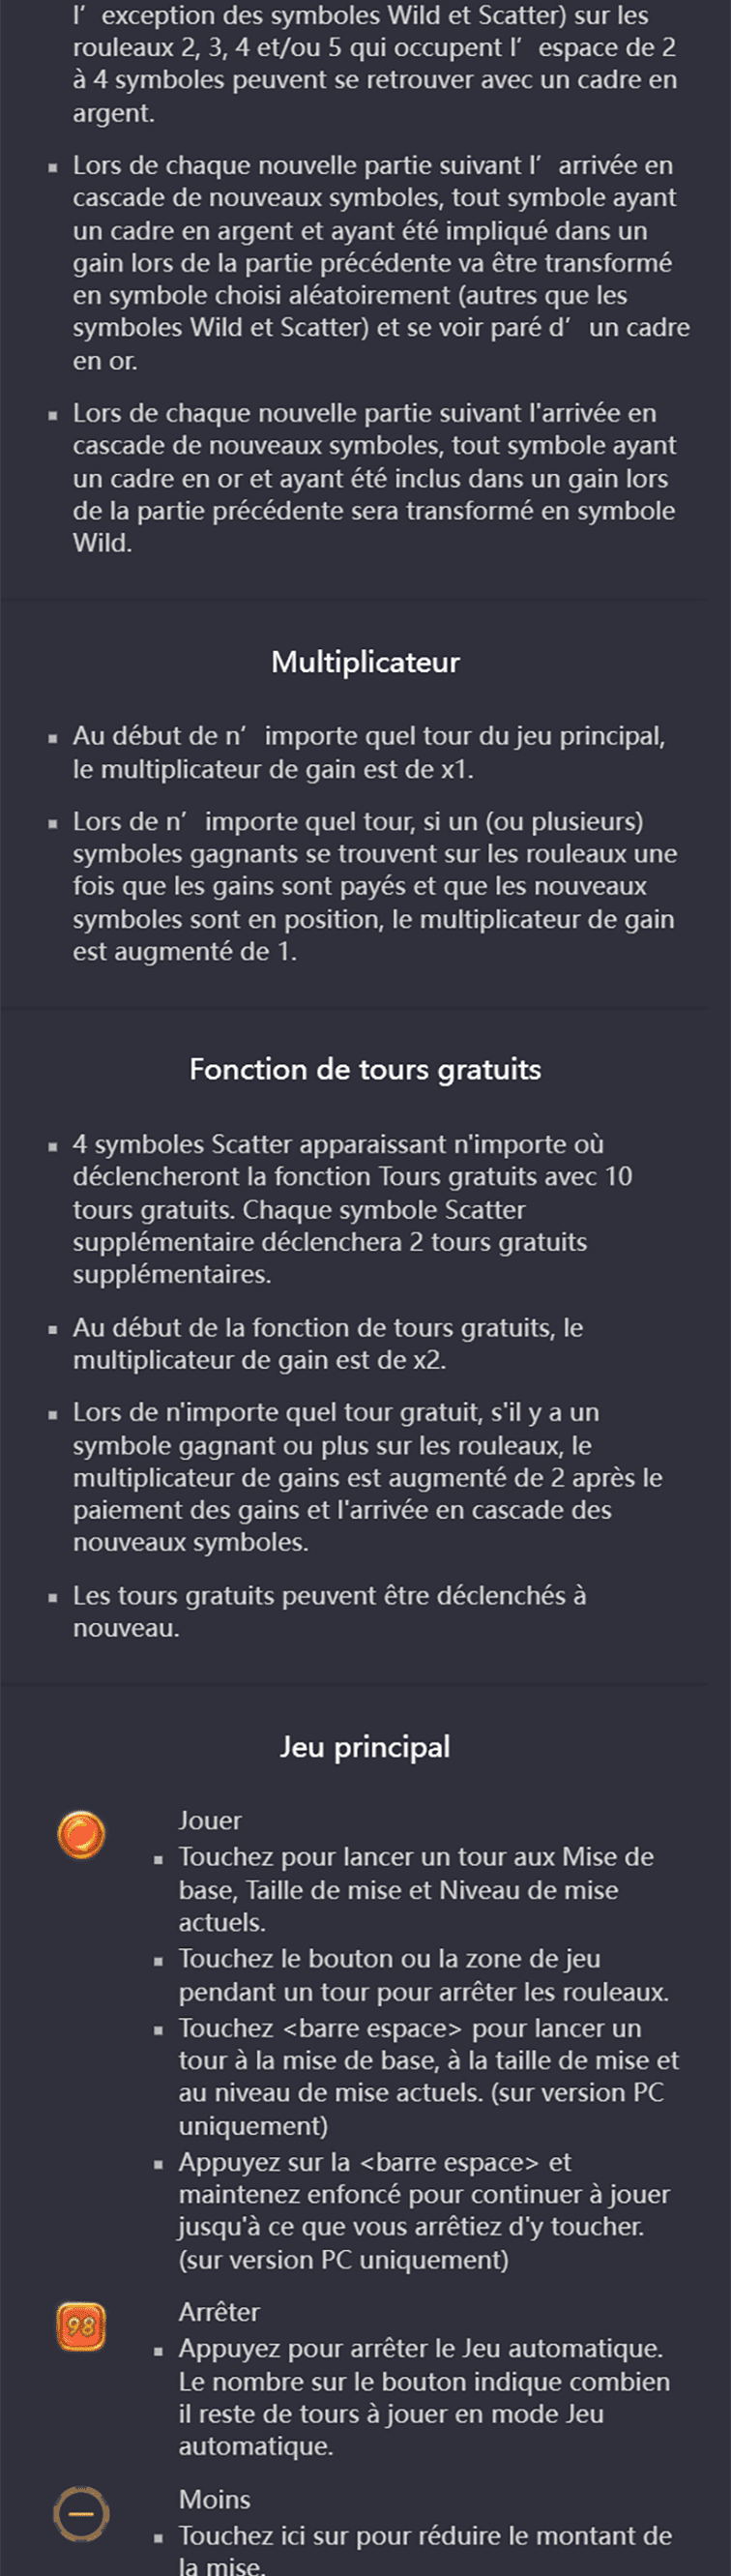 l’ exception des symboles Wild et Scatter) sur les
rouleaux 2, 3, 4 et/ou 5 qui occupent l’ espace de 2
à 4 symboles peuvent se retrouver avec un cadre en
argent.
▪ Lors de chaque nouvelle partie suivant l’ arrivée en
cascade de nouveaux symboles, tout symbole ayant
un cadre en argent et ayant été impliqué dans un
gain lors de la partie précédente va être transformé
en symbole choisi aléatoirement (autres que les
symboles Wild et Scatter) et se voir paré d’ un cadre
en or.
▪ Lors de chaque nouvelle partie suivant l'arrivée en
cascade de nouveaux symboles, tout symbole ayant
un cadre en or et ayant été inclus dans un gain lors
de la partie précédente sera transformé en symbole
Wild.
Multiplicateur
▪ Au début de n’ importe quel tour du jeu principal,
le multiplicateur de gain est de x1.
▪ Lors de n’ importe quel tour, si un (ou plusieurs)
symboles gagnants se trouvent sur les rouleaux une
fois que les gains sont payés et que les nouveaux
symboles sont en position, le multiplicateur de gain
est augmenté de 1.
Fonction de tours gratuits
▪ 4 symboles Scatter apparaissant n'importe où
déclencheront la fonction Tours gratuits avec 10
tours gratuits. Chaque symbole Scatter
supplémentaire déclenchera 2 tours gratuits
supplémentaires.
▪ Au début de la fonction de tours gratuits, le
multiplicateur de gain est de x2.
▪ Lors de n'importe quel tour gratuit, s'il y a un
symbole gagnant ou plus sur les rouleaux, le
multiplicateur de gains est augmenté de 2 après le
paiement des gains et l'arrivée en cascade des
nouveaux symboles.
▪ Les tours gratuits peuvent être déclenchés à
nouveau.
Jeu principal
Jouer
▪ Touchez pour lancer un tour aux Mise de
base, Taille de mise et Niveau de mise
actuels.
▪ Touchez le bouton ou la zone de jeu
pendant un tour pour arrêter les rouleaux.
▪ Touchez <barre espace> pour lancer un
tour à la mise de base, à la taille de mise et
au niveau de mise actuels. (sur version PC
uniquement)
▪ Appuyez sur la <barre espace> et
maintenez enfoncé pour continuer à jouer
jusqu'à ce que vous arrêtiez d'y toucher.
(sur version PC uniquement)
98
Arrêter
▪ Appuyez pour arrêter le Jeu automatique.
Le nombre sur le bouton indique combien
il reste de tours à jouer en mode Jeu
automatique.
Moins
▪ Touchez ici sur pour réduire le montant de
la mise.